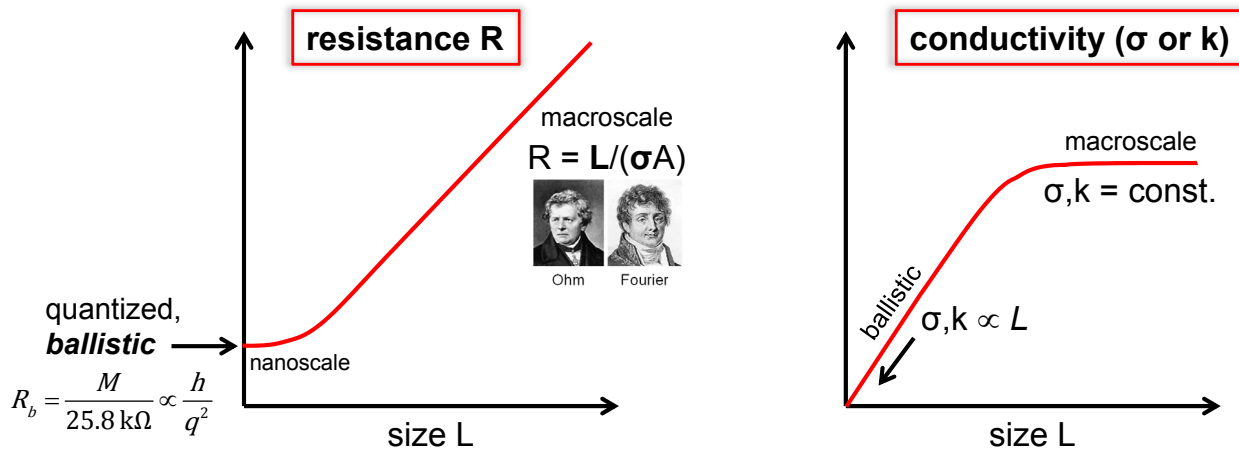 resistance R
macroscale
R = L/(σA)
Ohm Fourier
quantized,
ballistic
nanoscale
R_b = M / 25.8 kΩ ∝ h / q²
size L
conductivity (σ or k)
macroscale
σ,k = const.
ballistic
σ,k ∝ L
size L